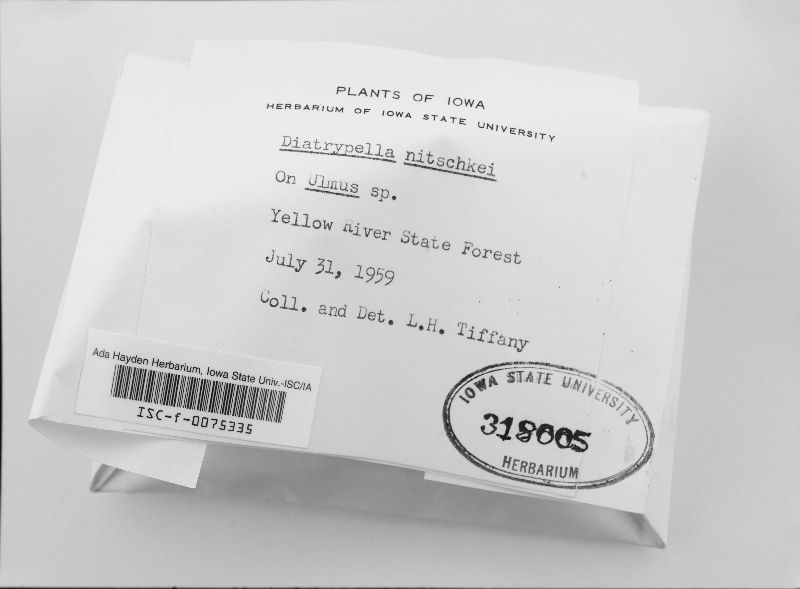 PLANTS OF IOWA
HERBARIUM OF IOWA STATE UNIVERSITY
Diatrypella nitschkei
On Ulmus sp.
Yellow River State Forest
July 31, 1959
Coll. and Det. L.H. Tiffany
Ada Hayden Herbarium, Iowa State Univ.-ISC/IA
ISC-f-0075335
IOWA STATE UNIVERSITY
318605
HERBARIUM